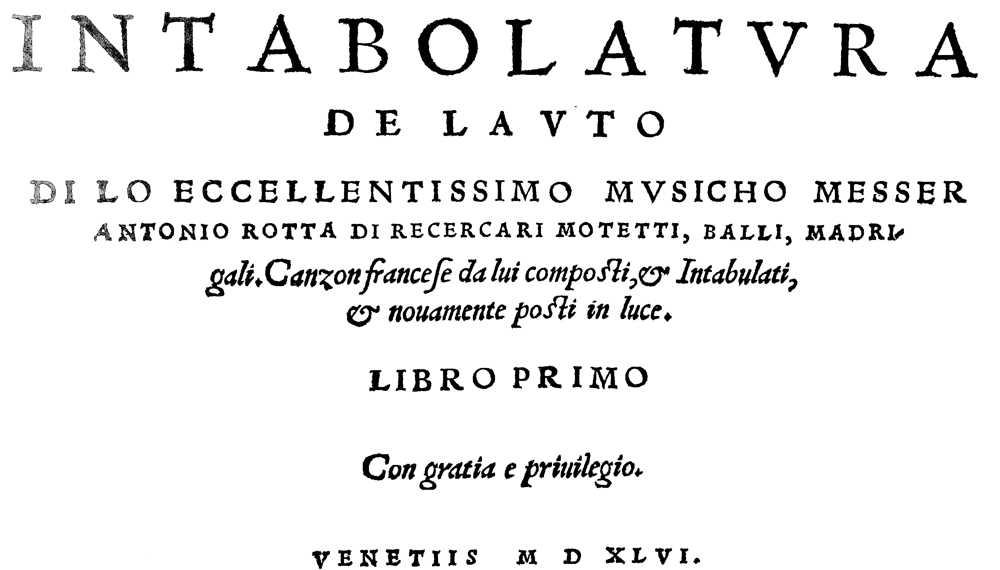 INTABOLATVRA
DE LAVTO
DI LO ECCELLENTISSIMO MVSICHO MESSER
ANTONIO ROTTA DI RECERCARI MOTETTI, BALLI, MADRI-
gali. Canzon franceſe da lui compoſti, & Intabulati,
& nouamente poſti in luce.
LIBRO PRIMO
Con gratia e priuilegio.
VENETIIS M D XLVI.